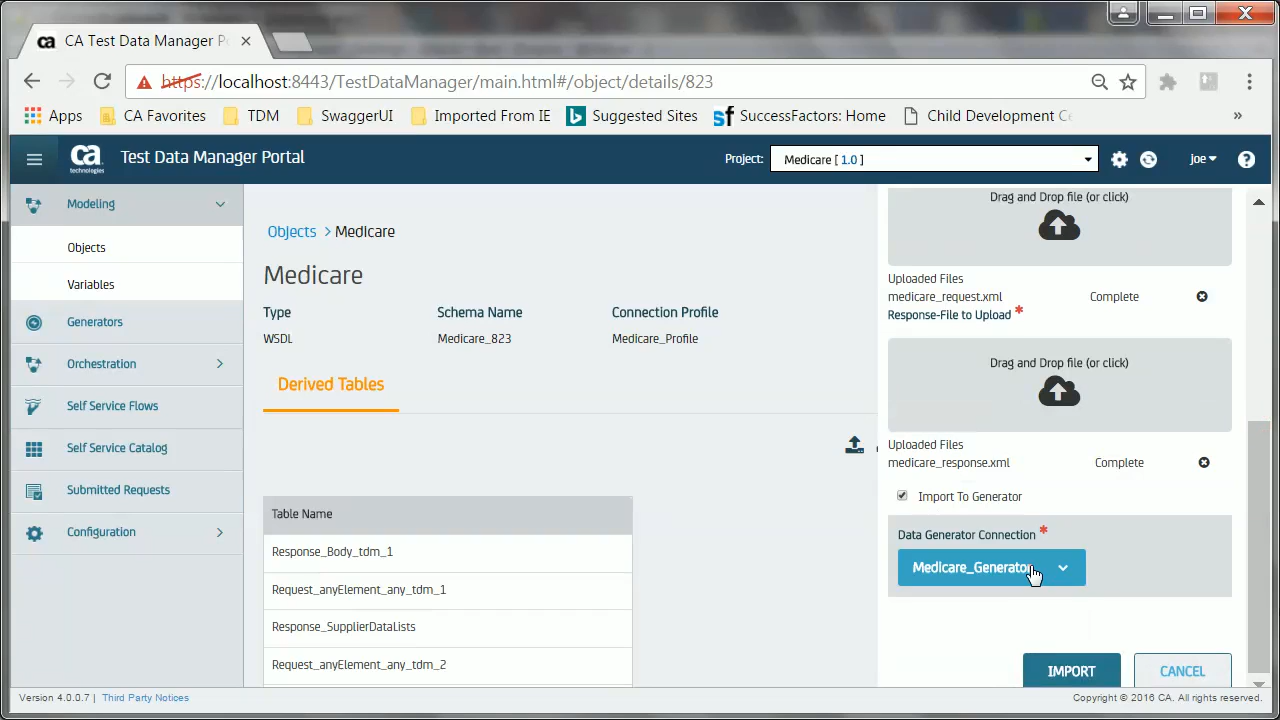 ca CA Test Data Manager P
https://localhost:8443/TestDataManager/main.html#/object/details/823
Apps CA Favorites TDM SwaggerUI Imported From IE Suggested Sites sf SuccessFactors: Home Child Development C »
ca technologies Test Data Manager Portal Project: Medicare [ 1.0 ] joe
Modeling
Objects
Variables
Generators
Orchestration
Self Service Flows
Self Service Catalog
Submitted Requests
Configuration
Objects > Medicare
Medicare
Type Schema Name Connection Profile
WSDL Medicare_823 Medicare_Profile
Derived Tables
Table Name
Response_Body_tdm_1
Request_anyElement_any_tdm_1
Response_SupplierDataLists
Request_anyElement_any_tdm_2
Drag and Drop file (or click)
Uploaded Files
medicare_request.xml Complete
Response-File to Upload *
Drag and Drop file (or click)
Uploaded Files
medicare_response.xml Complete
Import To Generator
Data Generator Connection *
Medicare_Generator
IMPORT CANCEL
Version 4.0.0.7 | Third Party Notices Copyright © 2016 CA. All rights reserved.